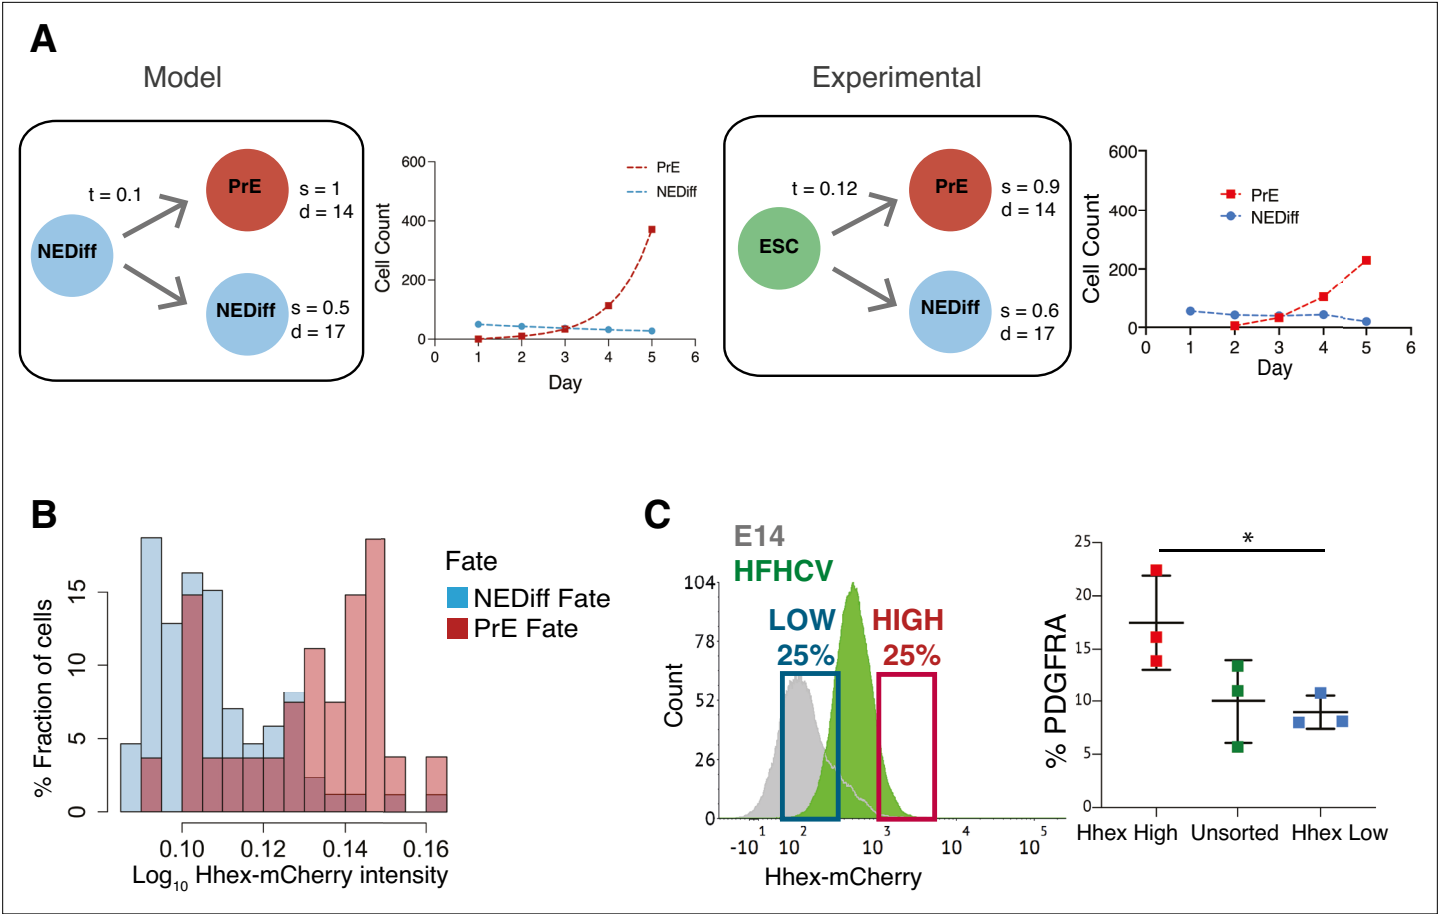 A
Model
Experimental
NEDiff
t = 0.1
PrE
s = 1
d = 14
NEDiff
s = 0.5
d = 17
Cell Count
600
400
200
0
0 1 2 3 4 5 6
Day
PrE
NEDiff
ESC
t = 0.12
PrE
s = 0.9
d = 14
NEDiff
s = 0.6
d = 17
Cell Count
600
400
200
0
0 1 2 3 4 5 6
Day
PrE
NEDiff
B
% Fraction of cells
15
10
5
0
0.10 0.12 0.14 0.16
Log10 Hhex-mCherry intensity
Fate
NEDiff Fate
PrE Fate
C
E14
HFHCV
LOW
25%
HIGH
25%
Count
104
78
52
26
0
-10^1 10^2 10^3 10^4 10^5
Hhex-mCherry
% PDGFRA
25
20
15
10
5
0
*
Hhex High Unsorted Hhex Low